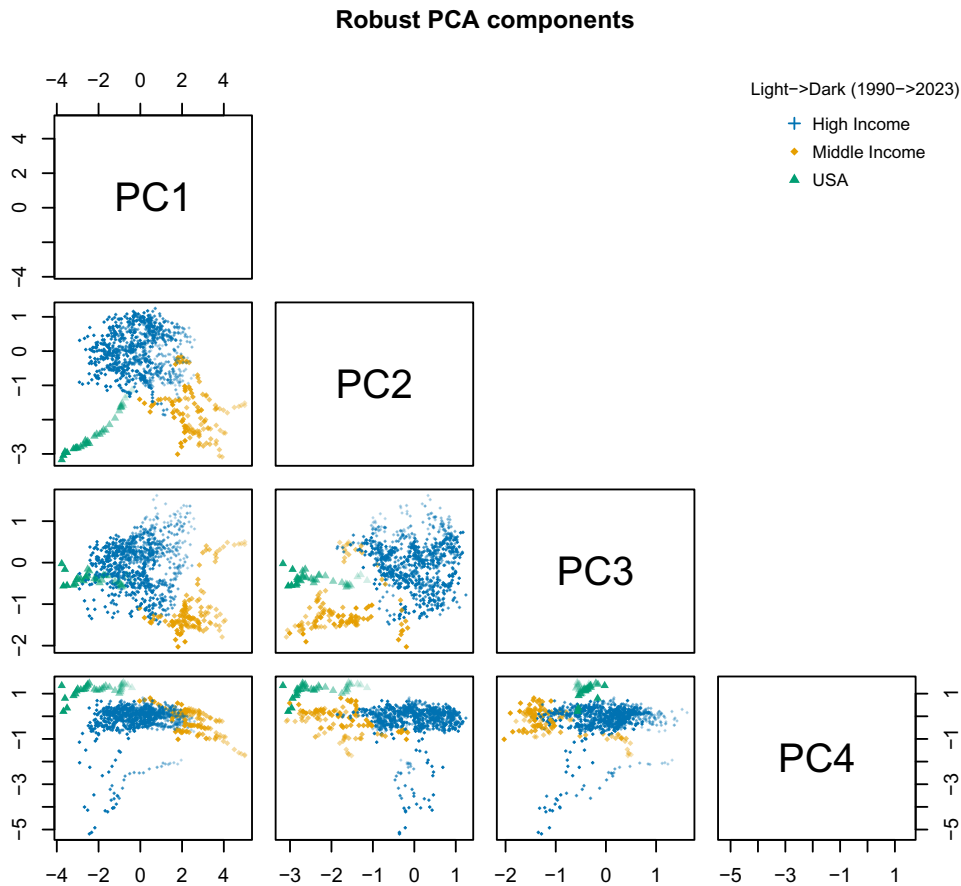 Robust PCA components
−4 −2 0 2 4
Light−>Dark (1990−>2023)
High Income
Middle Income
USA
4
2
0
−4
PC1
1
0
−1
−3
PC2
1
0
−2
PC3
1
−1
−3
−5
PC4
1
−1
−3
−5
−4 −2 0 2 4
−3 −2 −1 0 1
−2 −1 0 1
−5 −4 −3 −1 1